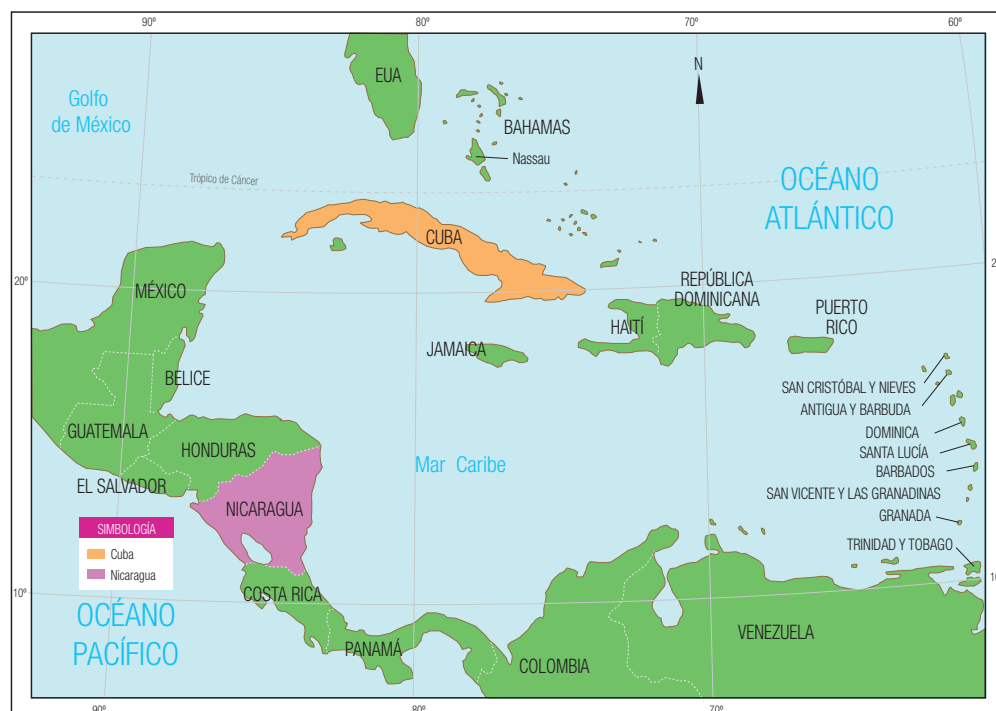 90º
80º
70º
60º
EUA
N
Golfo
de México
BAHAMAS
Nassau
Trópico de Cáncer
OCÉANO
ATLÁNTICO
CUBA
20º
2
MÉXICO
REPÚBLICA
DOMINICANA
HAITÍ
PUERTO
RICO
JAMAICA
BELICE
SAN CRISTÓBAL Y NIEVES
ANTIGUA Y BARBUDA
GUATEMALA
HONDURAS
DOMINICA
SANTA LUCÍA
Mar Caribe
BARBADOS
EL SALVADOR
SAN VICENTE Y LAS GRANADINAS
NICARAGUA
GRANADA
SIMBOLOGÍA
Cuba
Nicaragua
TRINIDAD Y TOBAGO
10º
10
COSTA RICA
OCÉANO
PACÍFICO
PANAMÁ
COLOMBIA
VENEZUELA
90º
80º
70º